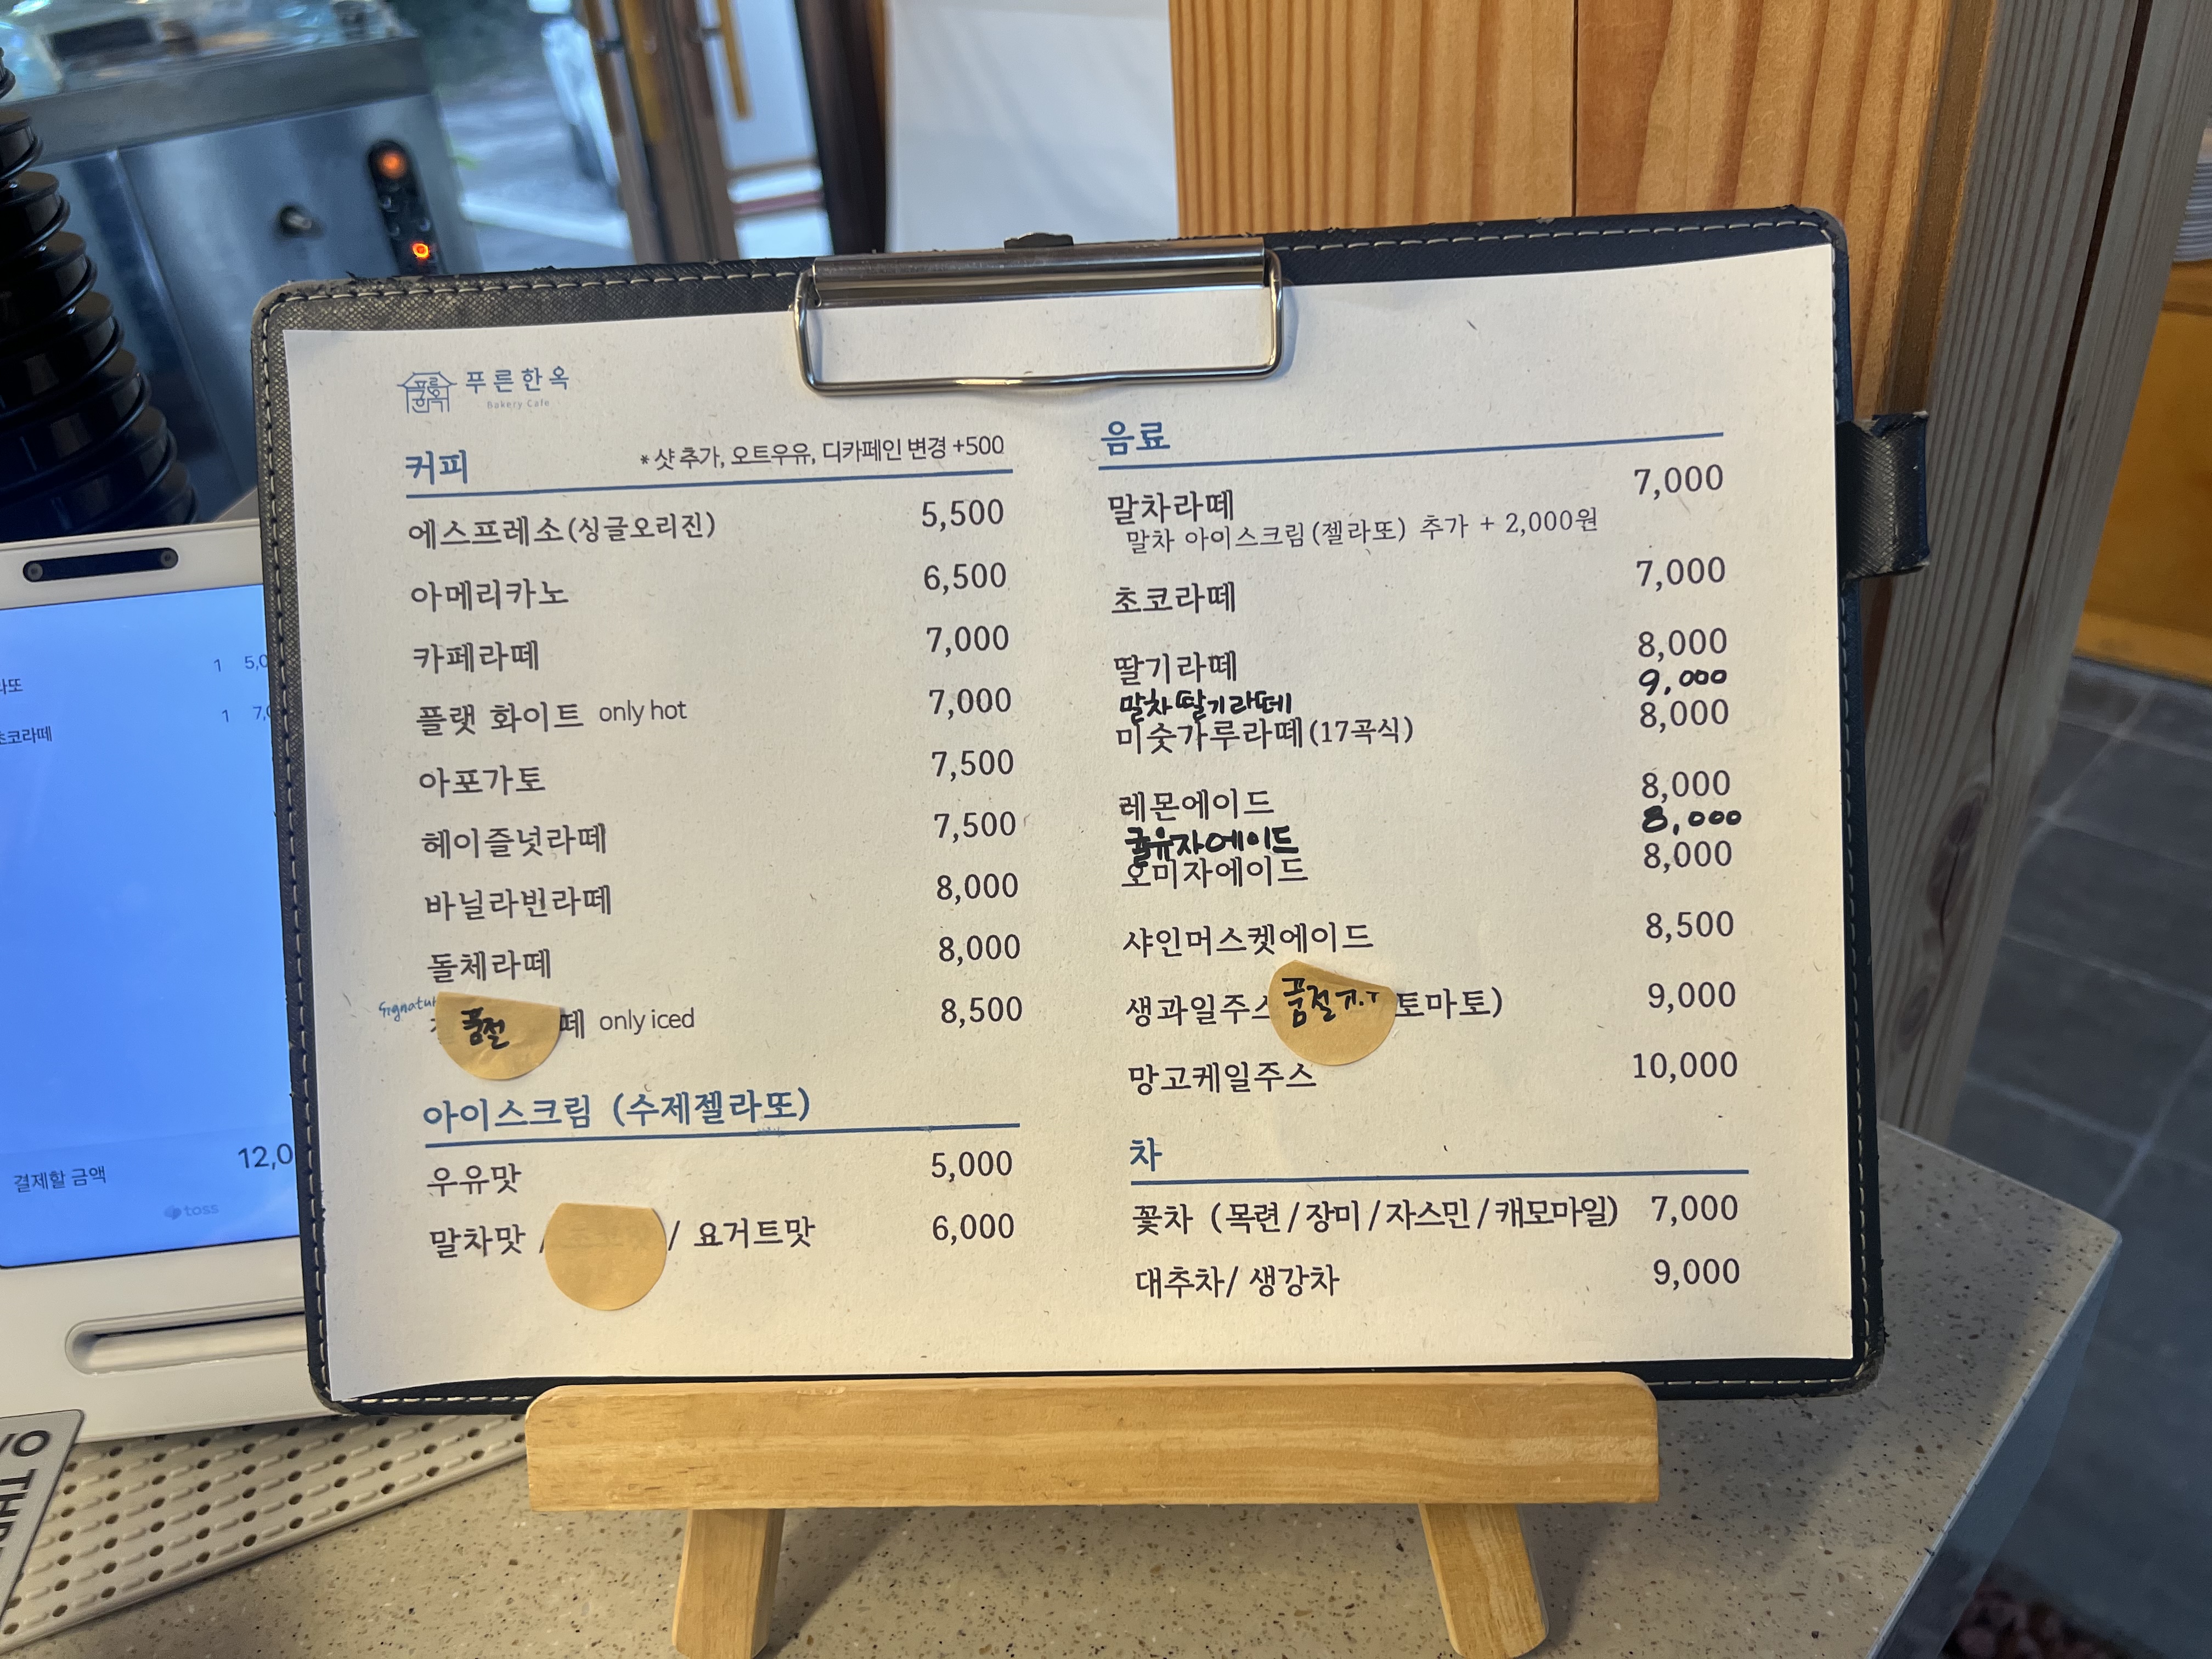 푸른한옥
Bakery Cafe
커피
* 샷 추가, 오트우유, 디카페인 변경 +500
에스프레소(싱글오리진) 5,500
아메리카노 6,500
카페라떼 7,000
플랫 화이트 only hot 7,000
아포가토 7,500
헤이즐넛라떼 7,500
바닐라빈라떼 8,000
돌체라떼 8,000
품절 떼 only iced 8,500
아이스크림 (수제젤라또)
우유맛 5,000
말차맛 / / 요거트맛 6,000
음료
말차라떼 7,000
말차 아이스크림(젤라또) 추가 + 2,000원
초코라떼 7,000
딸기라떼 8,000
말차딸기라떼 9,000
미숫가루라떼(17곡식) 8,000
레몬에이드 8,000
귤유자에이드 8,000
오미자에이드 8,000
샤인머스켓에이드 8,500
생과일주스 품절ㅠ.ㅜ 토마토) 9,000
망고케일주스 10,000
차
꽃차 (목련/장미/자스민/캐모마일) 7,000
대추차/ 생강차 9,000
라또 1
초코라떼 1
결제할 금액
toss